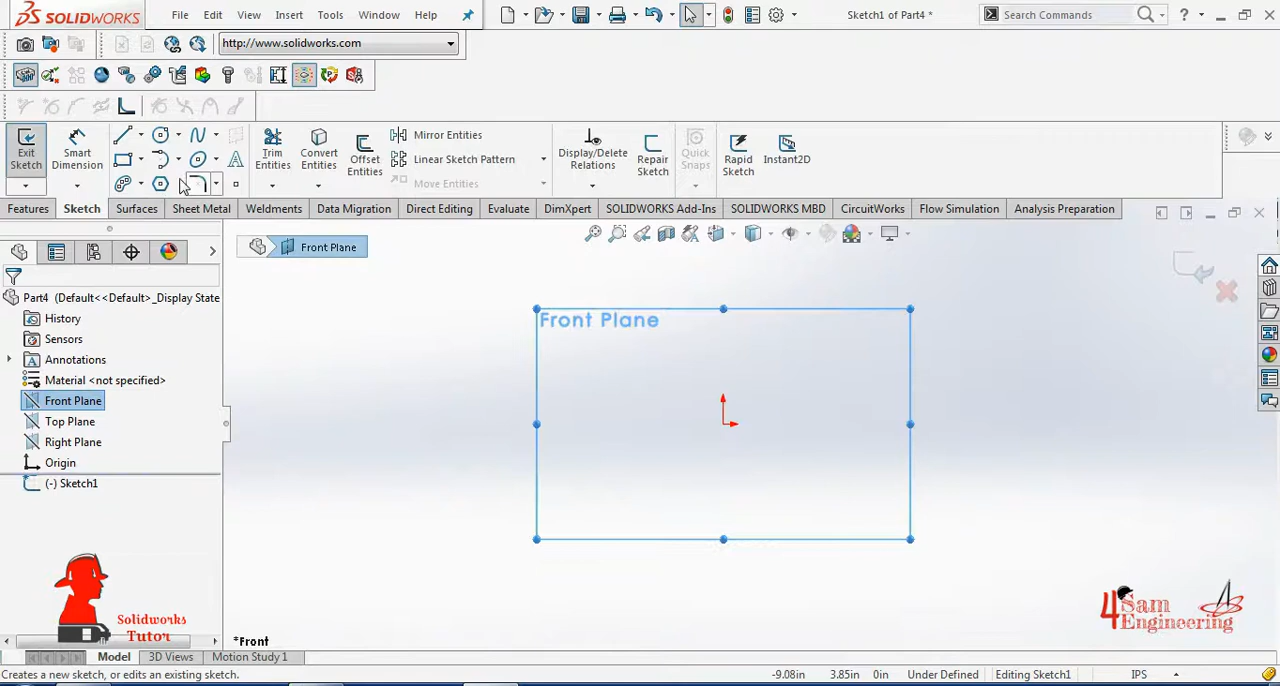 SOLIDWORKS File Edit View Insert Tools Window Help Sketch1 of Part4 * Search Commands ?
http://www.solidworks.com
Exit Sketch Smart Dimension Trim Entities Convert Entities Offset Entities Mirror Entities Linear Sketch Pattern Move Entities Display/Delete Relations Repair Sketch Quick Snaps Rapid Sketch Instant2D
Features Sketch Surfaces Sheet Metal Weldments Data Migration Direct Editing Evaluate DimXpert SOLIDWORKS Add-Ins SOLIDWORKS MBD CircuitWorks Flow Simulation Analysis Preparation
Front Plane
Part4 (Default<<Default>_Display State
History
Sensors
Annotations
Material <not specified>
Front Plane
Top Plane
Right Plane
Origin
(-) Sketch1
Front Plane
Solidworks
Tutor
4Sam
Engineering
*Front
Model 3D Views Motion Study 1
Creates a new sketch, or edits an existing sketch. -9.08in 3.85in 0in Under Defined Editing Sketch1 IPS